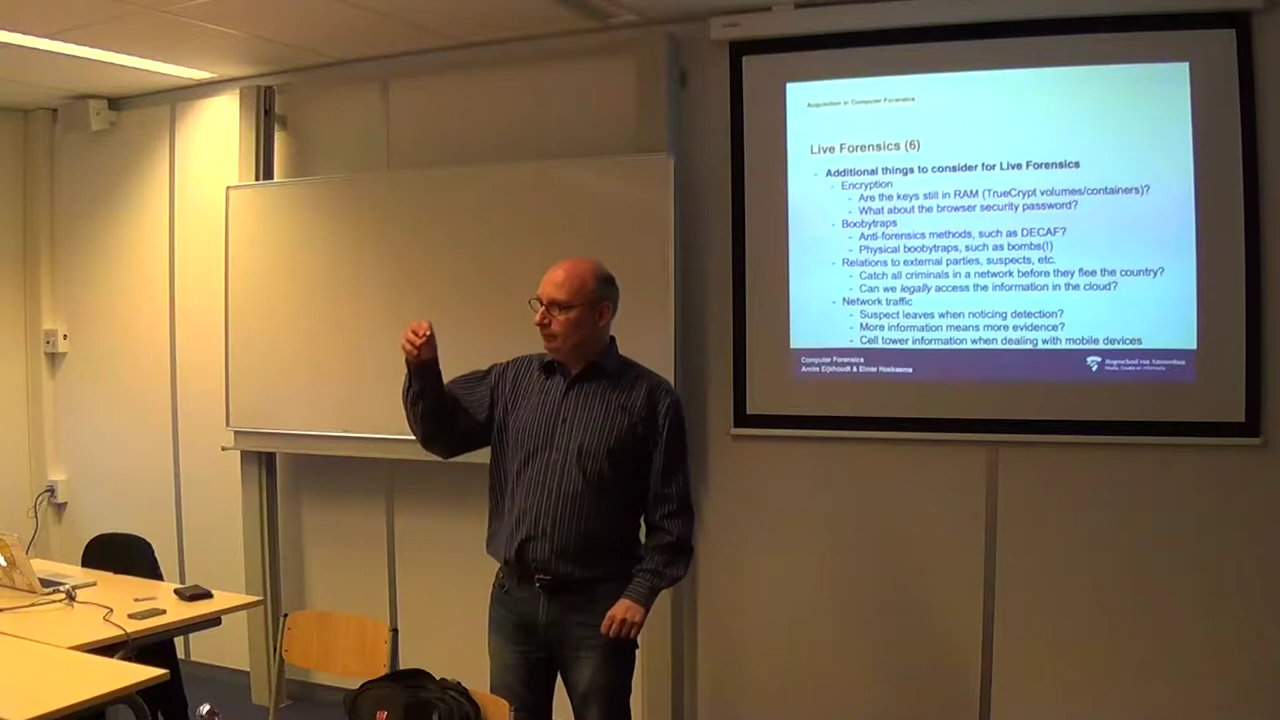 Acquisition in Computer Forensics
Live Forensics (6)
- Additional things to consider for Live Forensics
- Encryption
- Are the keys still in RAM (TrueCrypt volumes/containers)?
- What about the browser security password?
- Boobytraps
- Anti-forensics methods, such as DECAF?
- Physical boobytraps, such as bombs(!)
- Relations to external parties, suspects, etc.
- Catch all criminals in a network before they flee the country?
- Can we legally access the information in the cloud?
- Network traffic
- Suspect leaves when noticing detection?
- More information means more evidence?
- Cell tower information when dealing with mobile devices
Computer Forensics
Arnim Eijkhoudt & Elmer Hoeksema
Hogeschool van Amsterdam
Media, Creatie en Informatie